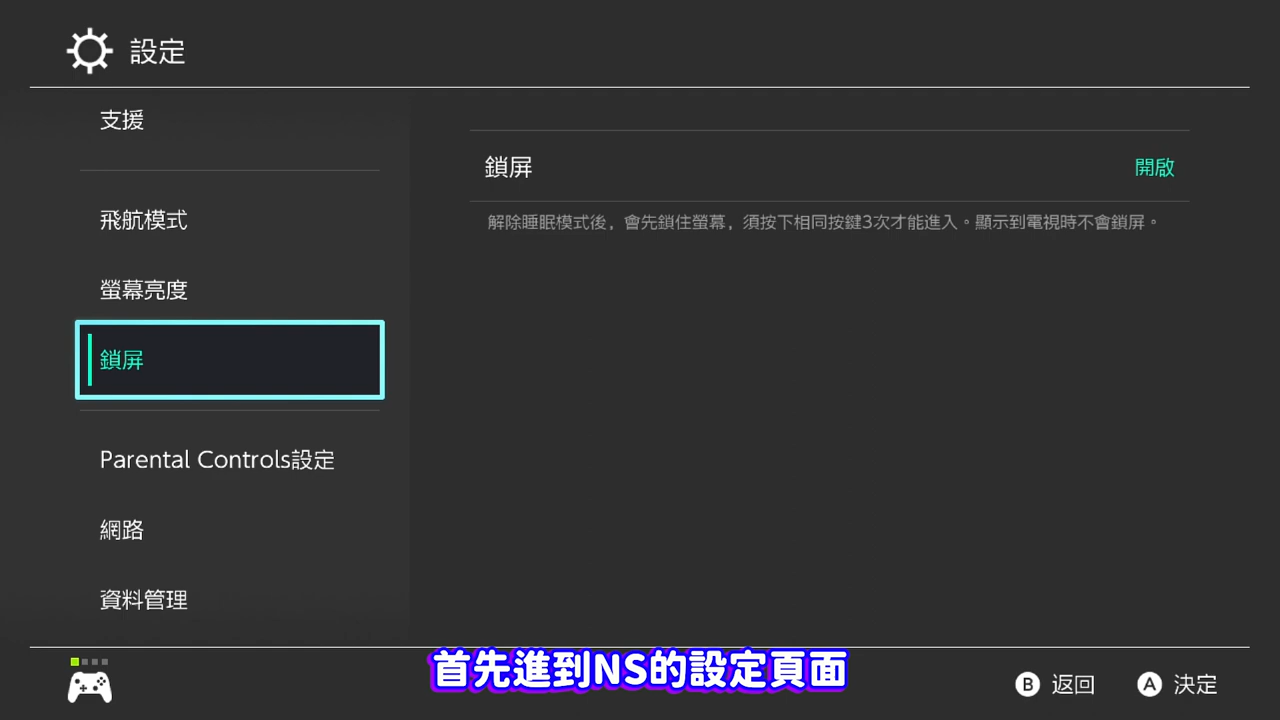 設定
支援
飛航模式
螢幕亮度
鎖屏
Parental Controls設定
網路
資料管理
鎖屏 開啟
解除睡眠模式後，會先鎖住螢幕，須按下相同按鍵3次才能進入。顯示到電視時不會鎖屏。
首先進到NS的設定頁面
B 返回 A 決定